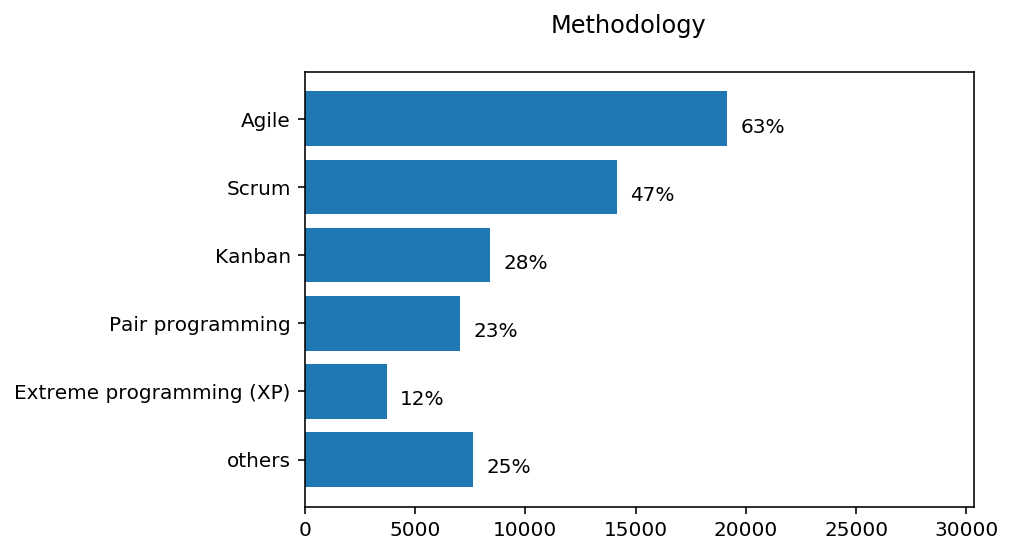 Methodology
Agile 63%
Scrum 47%
Kanban 28%
Pair programming 23%
Extreme programming (XP) 12%
others 25%
0 5000 10000 15000 20000 25000 30000